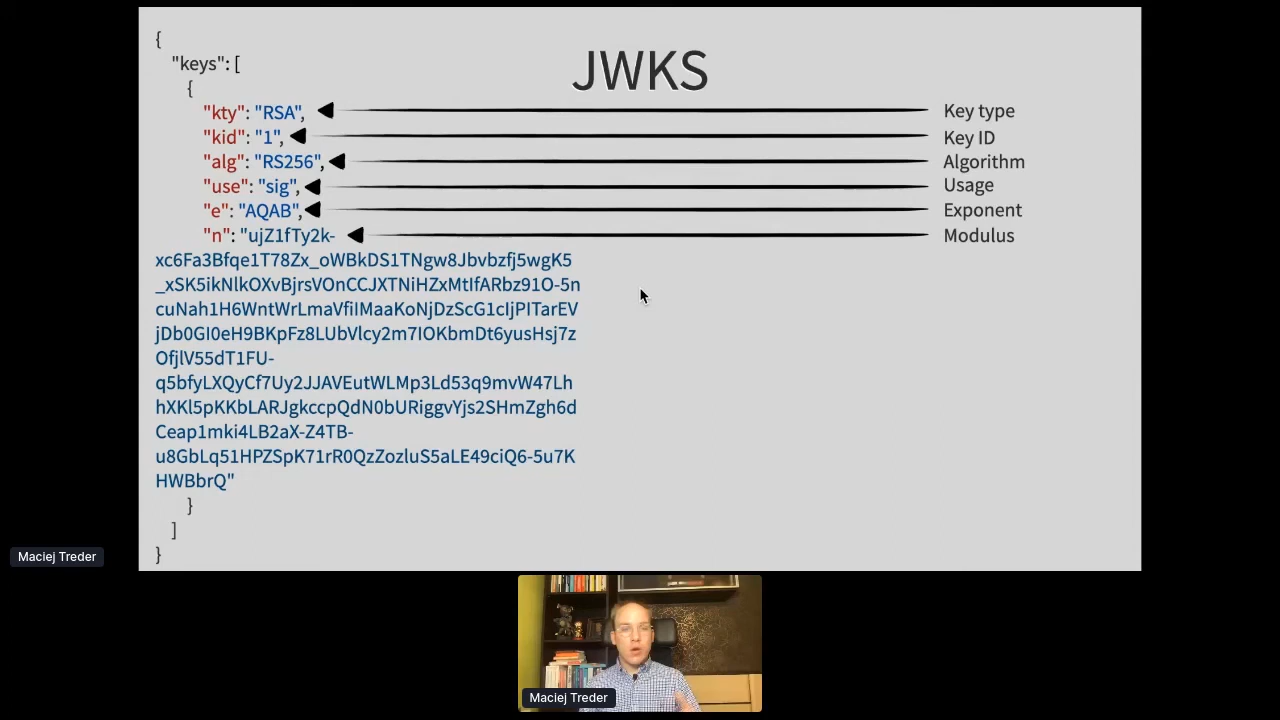 JWKS
{
"keys": [
{
"kty": "RSA", Key type
"kid": "1", Key ID
"alg": "RS256", Algorithm
"use": "sig", Usage
"e": "AQAB", Exponent
"n": "ujZ1fTy2k- Modulus
xc6Fa3Bfqe1T78Zx_oWBkDS1TNgw8Jbvbzfj5wgK5
_xSK5ikNlkOXvBjrsVOnCCJXTNiHZxMtIfARbz91O-5n
cuNah1H6WntWrLmaVfiIMaaKoNjDzScG1cIjPITarEV
jDb0GI0eH9BKpFz8LUbVlcy2m7IOKbmDt6yusHsj7z
OfjlV55dT1FU-
q5bfyLXQyCf7Uy2JJAVEutWLMp3Ld53q9mvW47Lh
hXKl5pKKbLARJgkccpQdN0bURiggvYjs2SHmZgh6d
Ceap1mki4LB2aX-Z4TB-
u8GbLq51HPZSpK71rR0QzZozluS5aLE49ciQ6-5u7K
HWBbrQ"
}
]
}
Maciej Treder
Maciej Treder